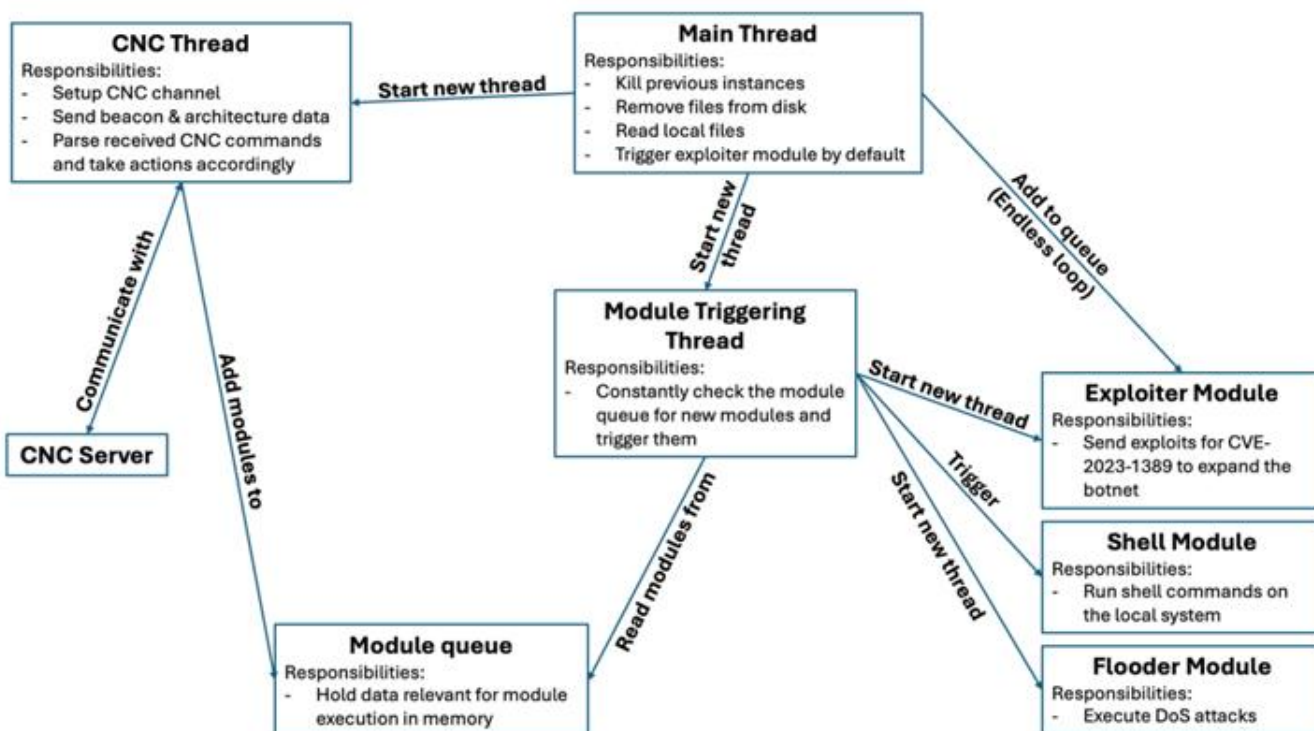 CNC Thread
Responsibilities:
- Setup CNC channel
- Send beacon & architecture data
- Parse received CNC commands
and take actions accordingly
Start new thread
Main Thread
Responsibilities:
- Kill previous instances
- Remove files from disk
- Read local files
- Trigger exploiter module by default
Start new
thread
Add to queue
(Endless loop)
Communicate with
Add modules to
CNC Server
Module Triggering
Thread
Responsibilities:
- Constantly check the module
queue for new modules and
trigger them
Start new thread
Trigger
Start new thread
Read modules from
Exploiter Module
Responsibilities:
- Send exploits for CVE-
2023-1389 to expand the
botnet
Shell Module
Responsibilities:
- Run shell commands on
the local system
Module queue
Responsibilities:
- Hold data relevant for module
execution in memory
Flooder Module
Responsibilities:
- Execute DoS attacks